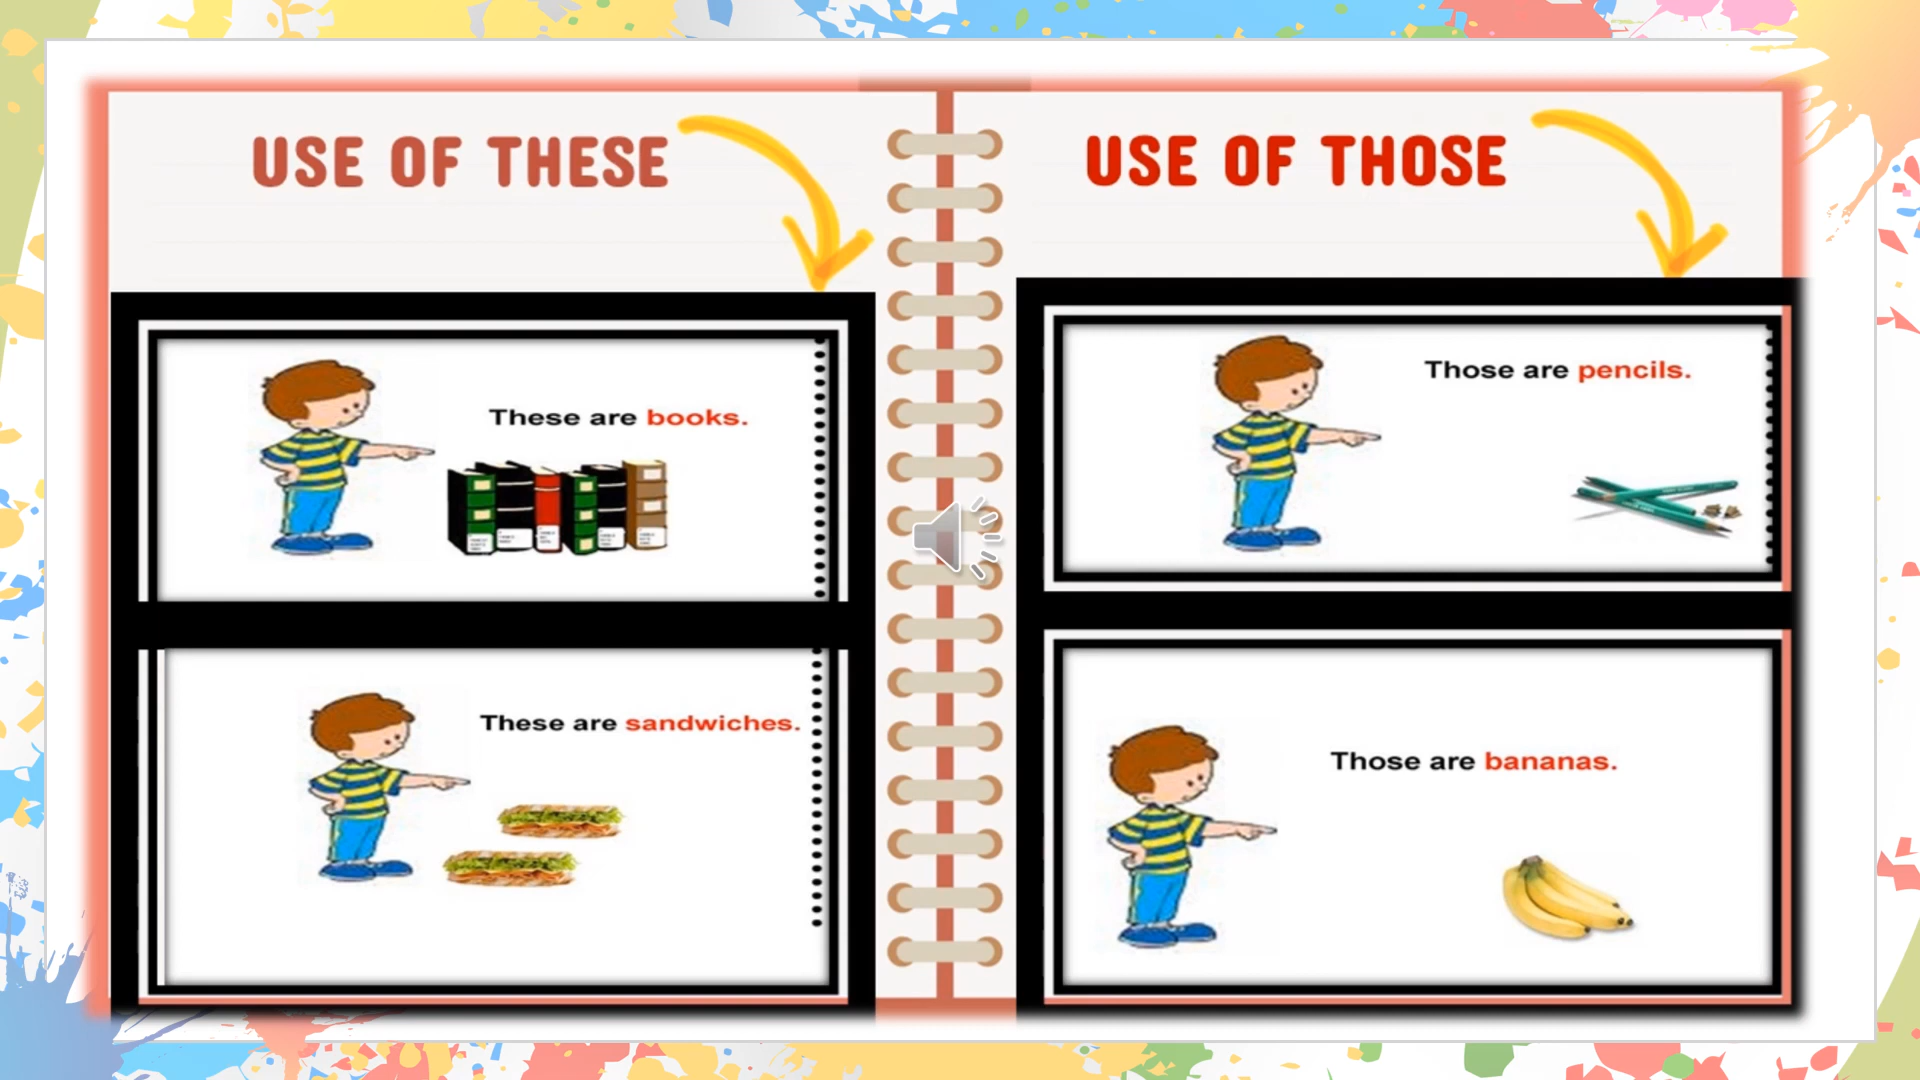 USE OF THESE
These are books.
These are sandwiches.
USE OF THOSE
Those are pencils.
Those are bananas.